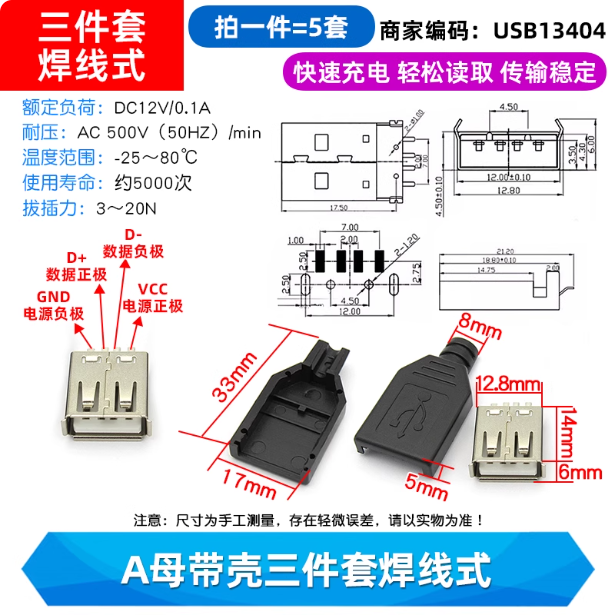 三件套
焊线式
拍一件=5套
商家编码：USB13404
快速充电 轻松读取 传输稳定
额定负荷：DC12V/0.1A
耐压：AC 500V（50HZ）/min
温度范围：-25～80℃
使用寿命：约5000次
拔插力：3～20N
17.50
7.00
4.50
3.50
4.30
6.00
12.00±0.10
12.80
4.50±0.10
7.00
1.00
2.00
2.50
2.75
4.50
12.00
2-1.20
21.20
18.80±0.10
14.75
D-
数据负极
D+
数据正极
GND
电源负极
VCC
电源正极
33mm
17mm
8mm
5mm
12.8mm
14mm
6mm
注意：尺寸为手工测量，存在轻微误差，请以实物为准！
A母带壳三件套焊线式